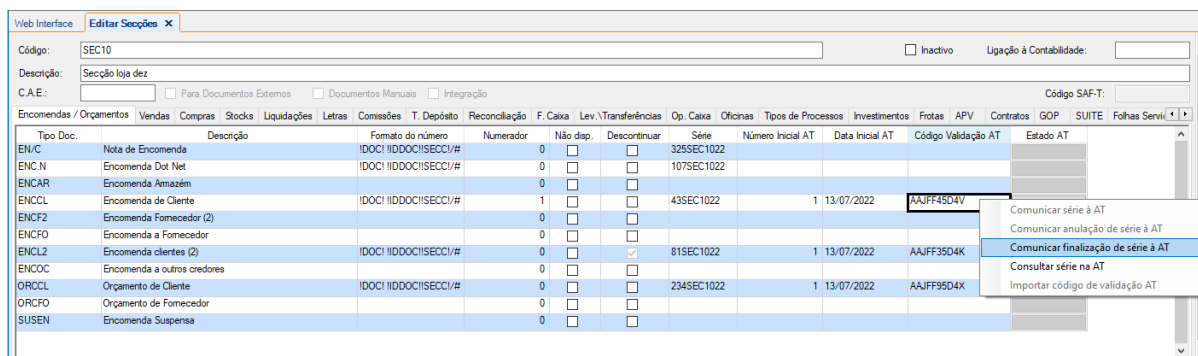 Web Interface Editar Secções X
Código: SEC10 Inactivo Ligação à Contabilidade:
Descrição: Secção loja dez
C.A.E.: Para Documentos Externos Documentos Manuais Integração Código SAF-T:
Encomendas / Orçamentos Vendas Compras Stocks Liquidações Letras Comissões T. Depósito Reconciliação F. Caixa Lev.\Transferências Op. Caixa Oficinas Tipos de Processos Investimentos Frotas APV Contratos GOP SUITE Folhas Servi
Tipo Doc. Descrição Formato do número Numerador Não disp. Descontinuar Série Número Inicial AT Data Inicial AT Código Validação AT Estado AT
EN/C Nota de Encomenda !DOC! !IDDOC!!SECC!/# 0 325SEC1022
ENC.N Encomenda Dot Net !DOC! !IDDOC!!SECC!/# 0 107SEC1022
ENCAR Encomenda Armazém 0
ENCCL Encomenda de Cliente !DOC! !IDDOC!!SECC!/# 1 43SEC1022 1 13/07/2022 AAJFF45D4V
ENCF2 Encomenda Fornecedor (2) 0
ENCFO Encomenda a Fornecedor 0
ENCL2 Encomenda clientes (2) !DOC! !IDDOC!!SECC!/# 0 81SEC1022 1 13/07/2022 AAJFF35D4K
ENCOC Encomenda a outros credores 0
ORCCL Orçamento de Cliente !DOC! !IDDOC!!SECC!/# 0 234SEC1022 1 13/07/2022 AAJFF95D4X
ORCFO Orçamento de Fornecedor 0
SUSEN Encomenda Suspensa 0
Comunicar série à AT
Comunicar anulação de série à AT
Comunicar finalização de série à AT
Consultar série na AT
Importar código de validação AT